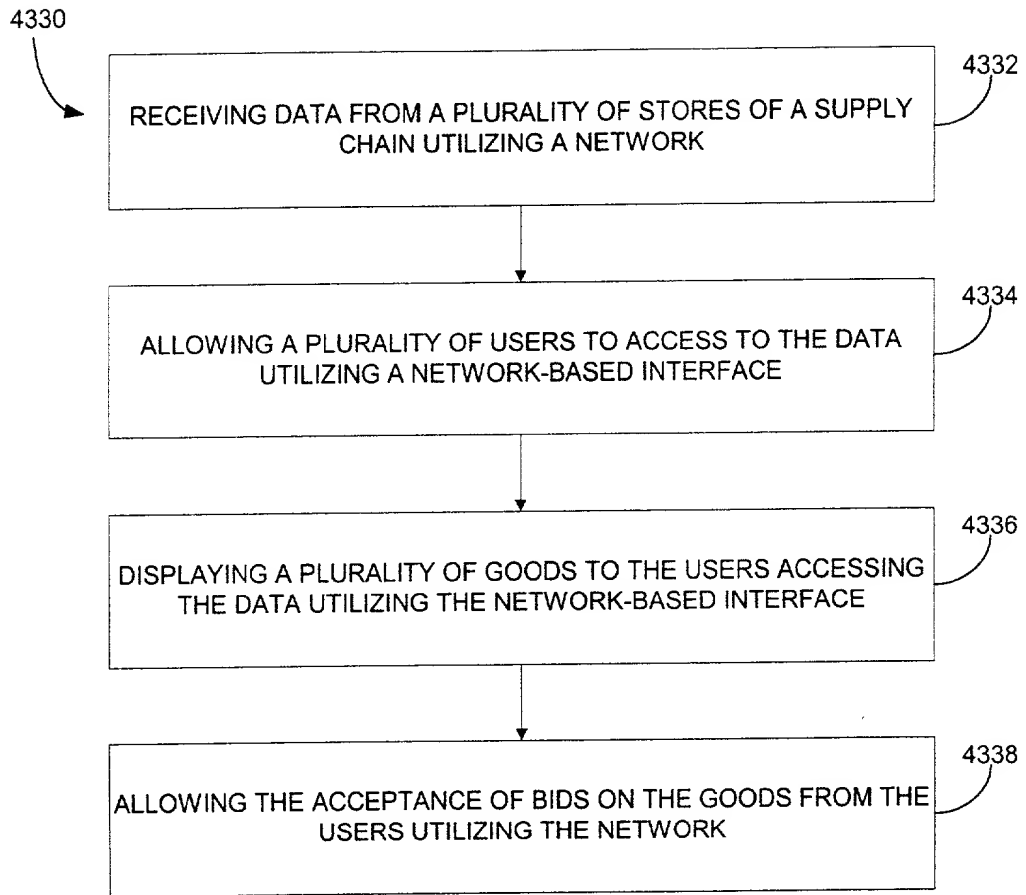 4330
4332
RECEIVING DATA FROM A PLURALITY OF STORES OF A SUPPLY
CHAIN UTILIZING A NETWORK
4334
ALLOWING A PLURALITY OF USERS TO ACCESS TO THE DATA
UTILIZING A NETWORK-BASED INTERFACE
4336
DISPLAYING A PLURALITY OF GOODS TO THE USERS ACCESSING
THE DATA UTILIZING THE NETWORK-BASED INTERFACE
4338
ALLOWING THE ACCEPTANCE OF BIDS ON THE GOODS FROM THE
USERS UTILIZING THE NETWORK